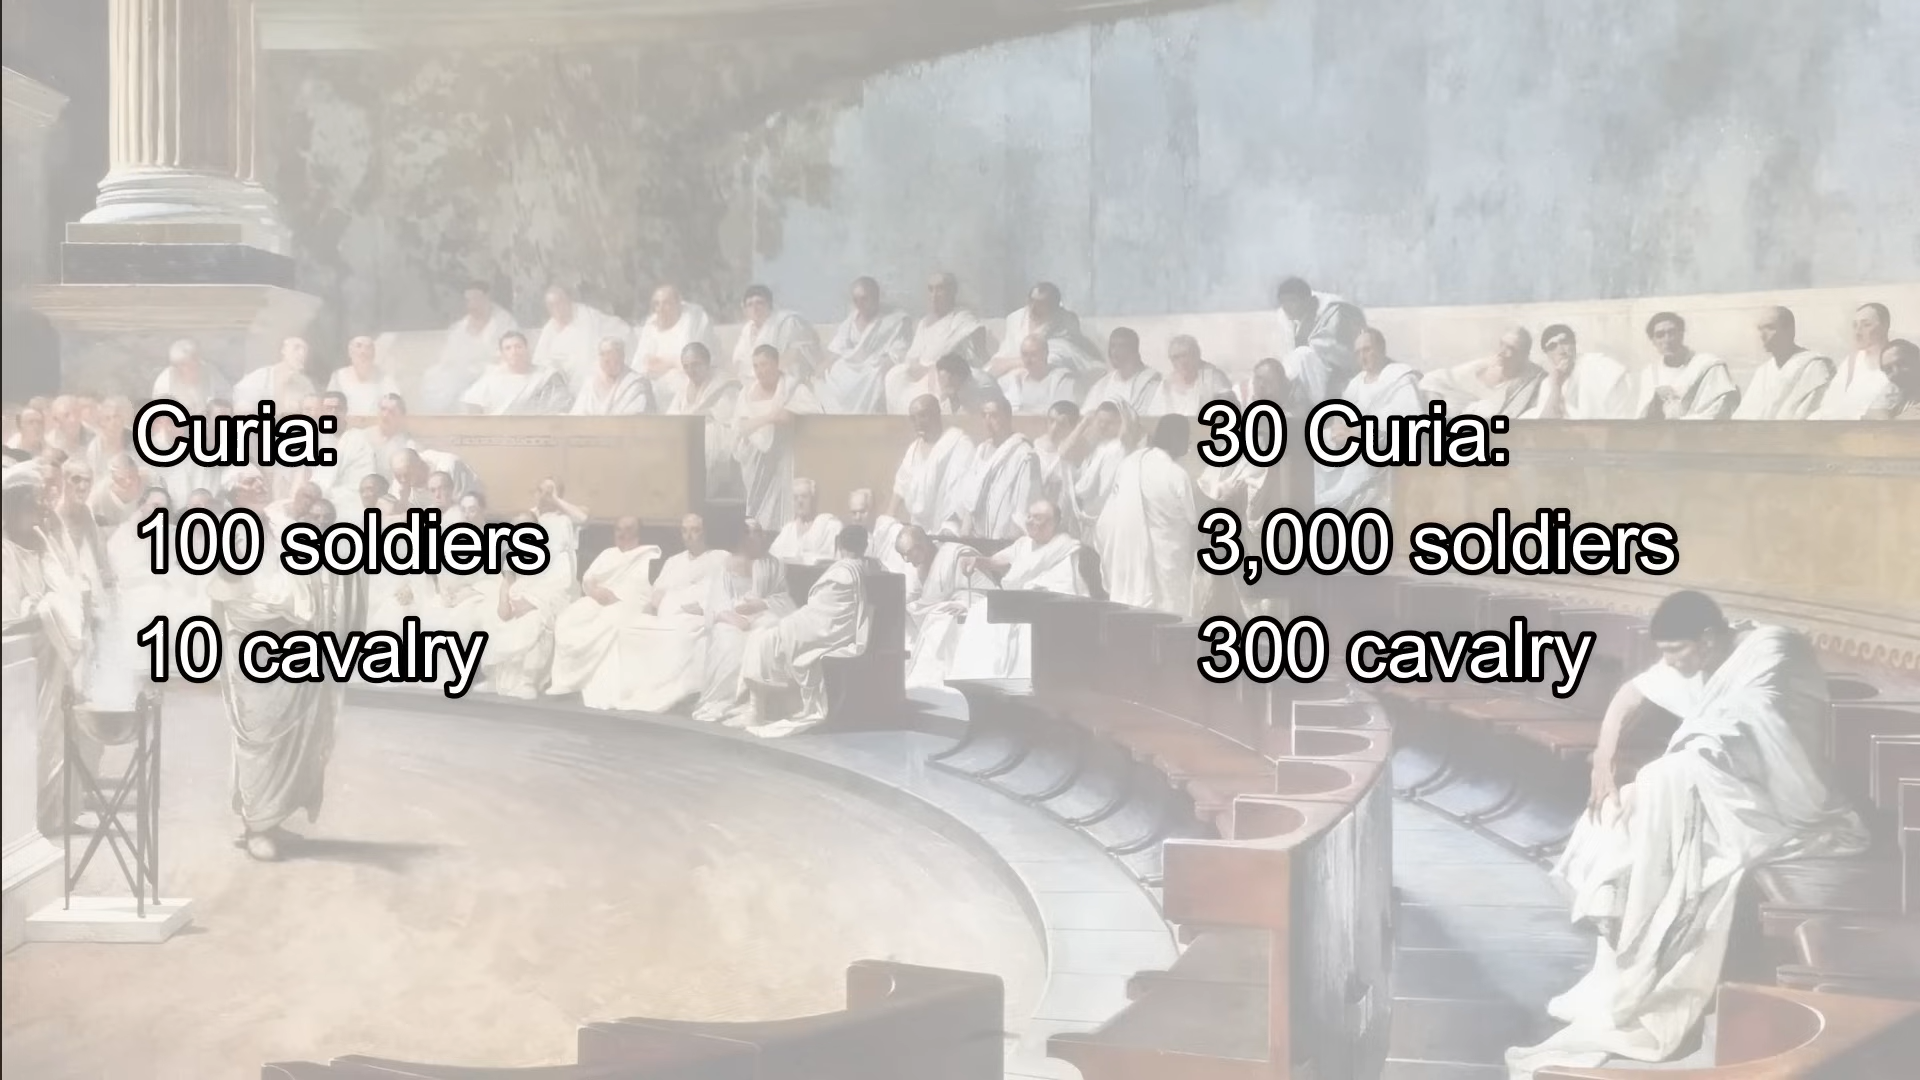 Curia:
100 soldiers
10 cavalry
30 Curia:
3,000 soldiers
300 cavalry